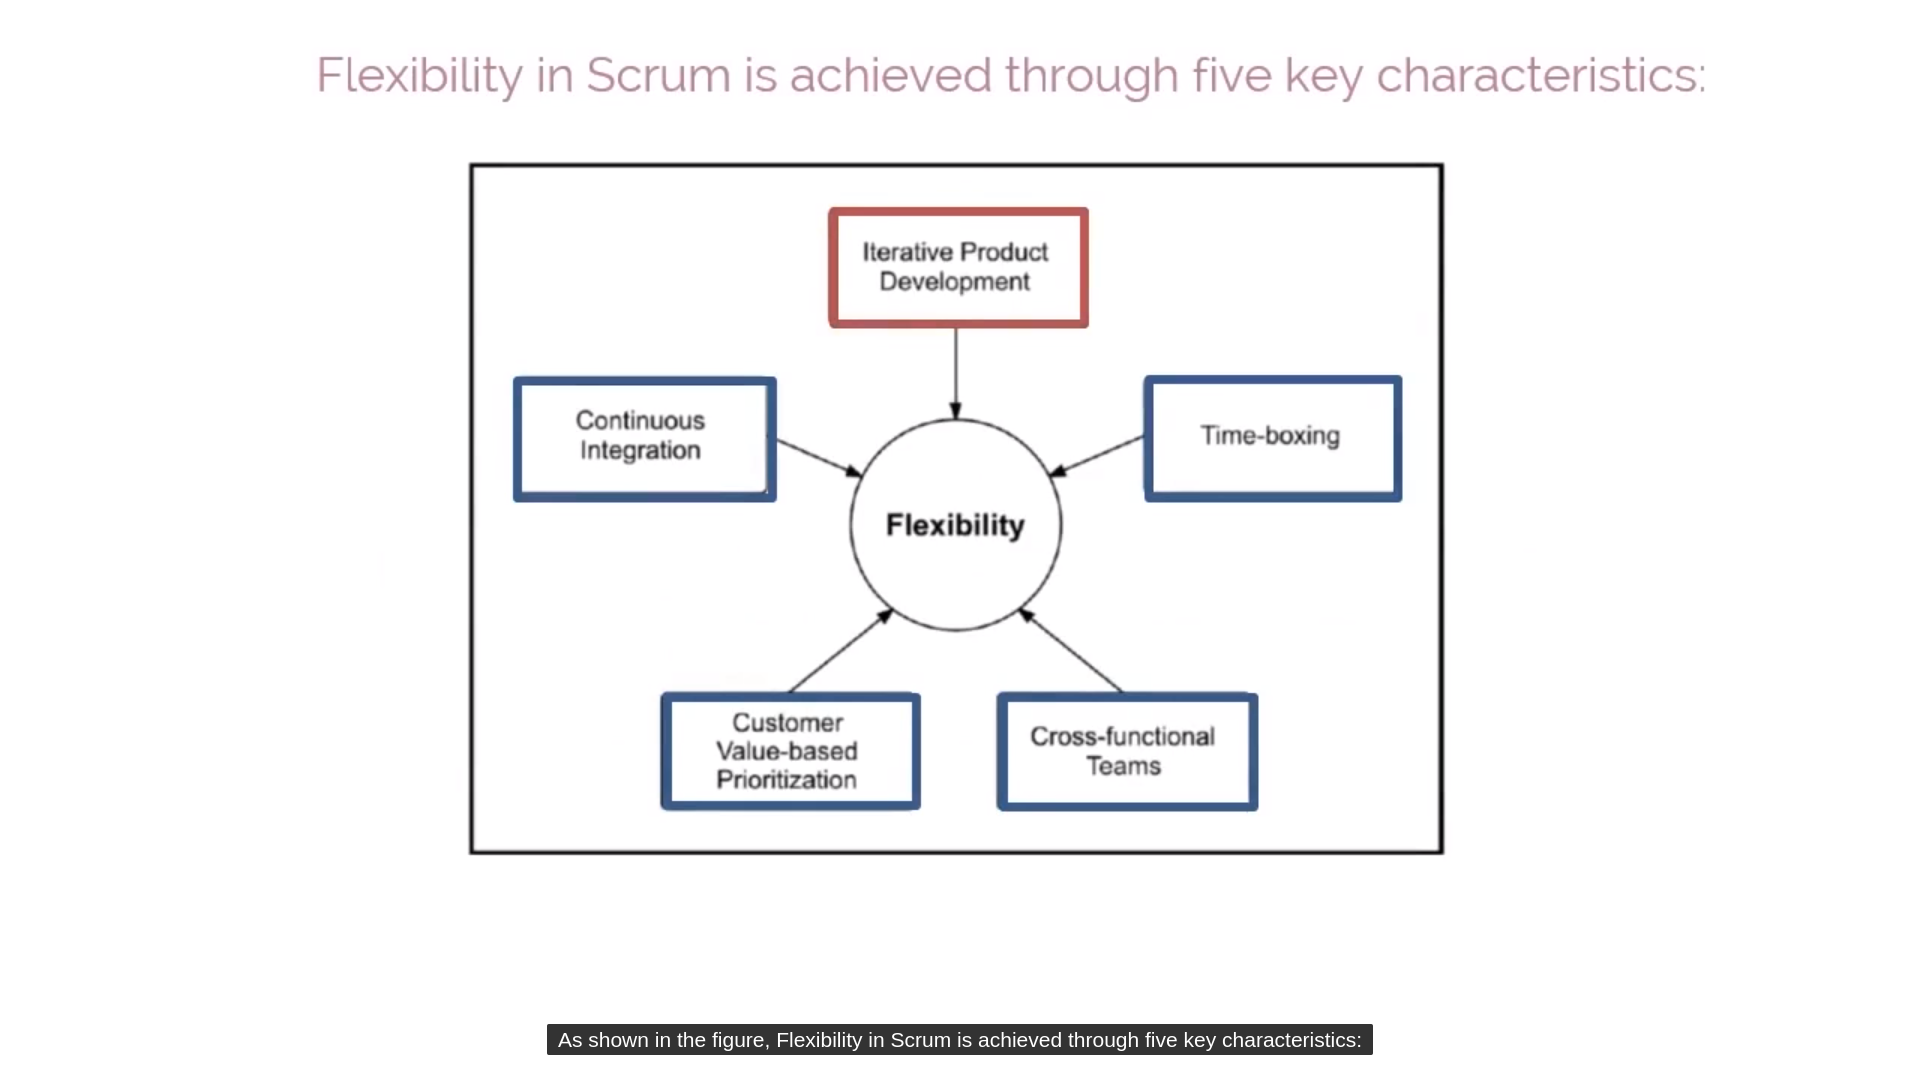 Flexibility in Scrum is achieved through five key characteristics:
Iterative Product
Development
Continuous
Integration
Time-boxing
Flexibility
Customer
Value-based
Prioritization
Cross-functional
Teams
As shown in the figure, Flexibility in Scrum is achieved through five key characteristics: